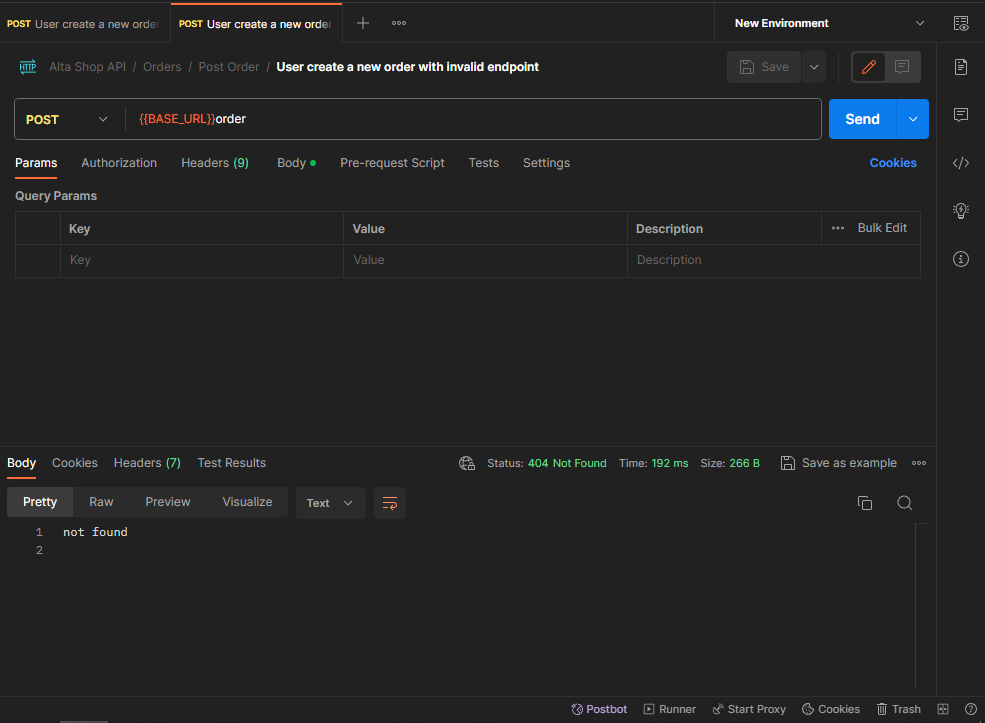 POST User create a new order
POST User create a new order
New Environment
HTTP Alta Shop API / Orders / Post Order / User create a new order with invalid endpoint
Save
POST {{BASE_URL}}order
Send
Params Authorization Headers (9) Body Pre-request Script Tests Settings Cookies
Query Params
Key Value Description Bulk Edit
Key Value Description
Body Cookies Headers (7) Test Results Status: 404 Not Found Time: 192 ms Size: 266 B Save as example
Pretty Raw Preview Visualize Text
1 not found
2
Postbot Runner Start Proxy Cookies Trash